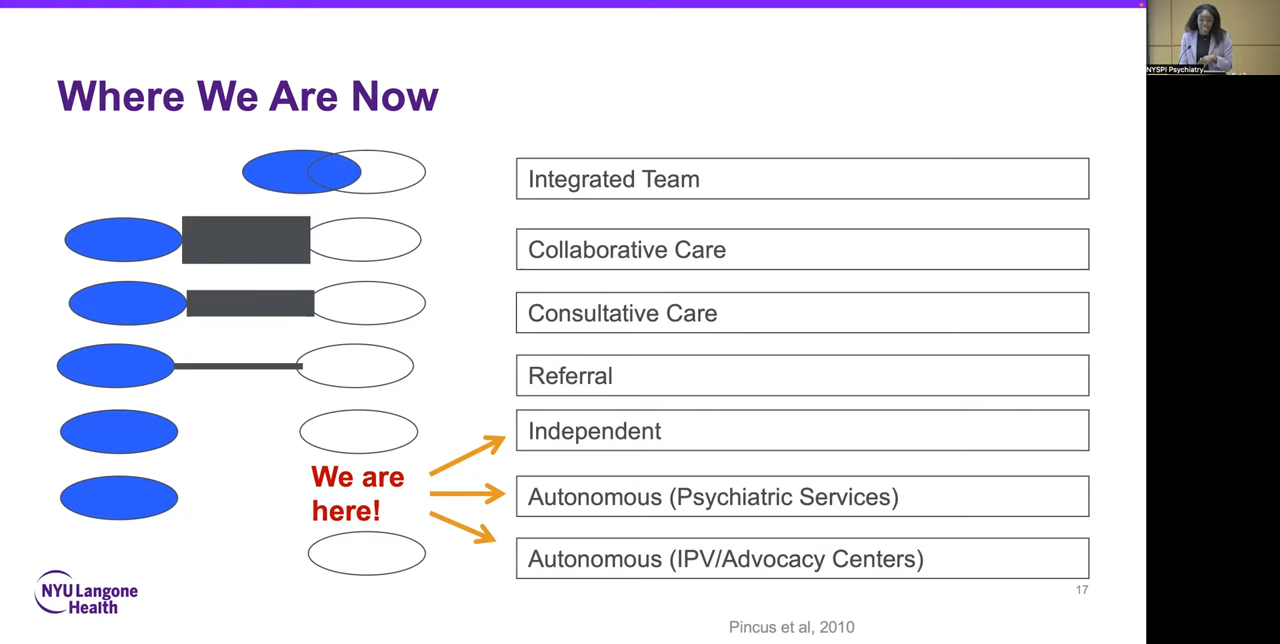 NYSPI Psychiatry
Where We Are Now
Integrated Team
Collaborative Care
Consultative Care
Referral
Independent
We are
here!
Autonomous (Psychiatric Services)
Autonomous (IPV/Advocacy Centers)
NYU Langone
Health
17
Pincus et al, 2010